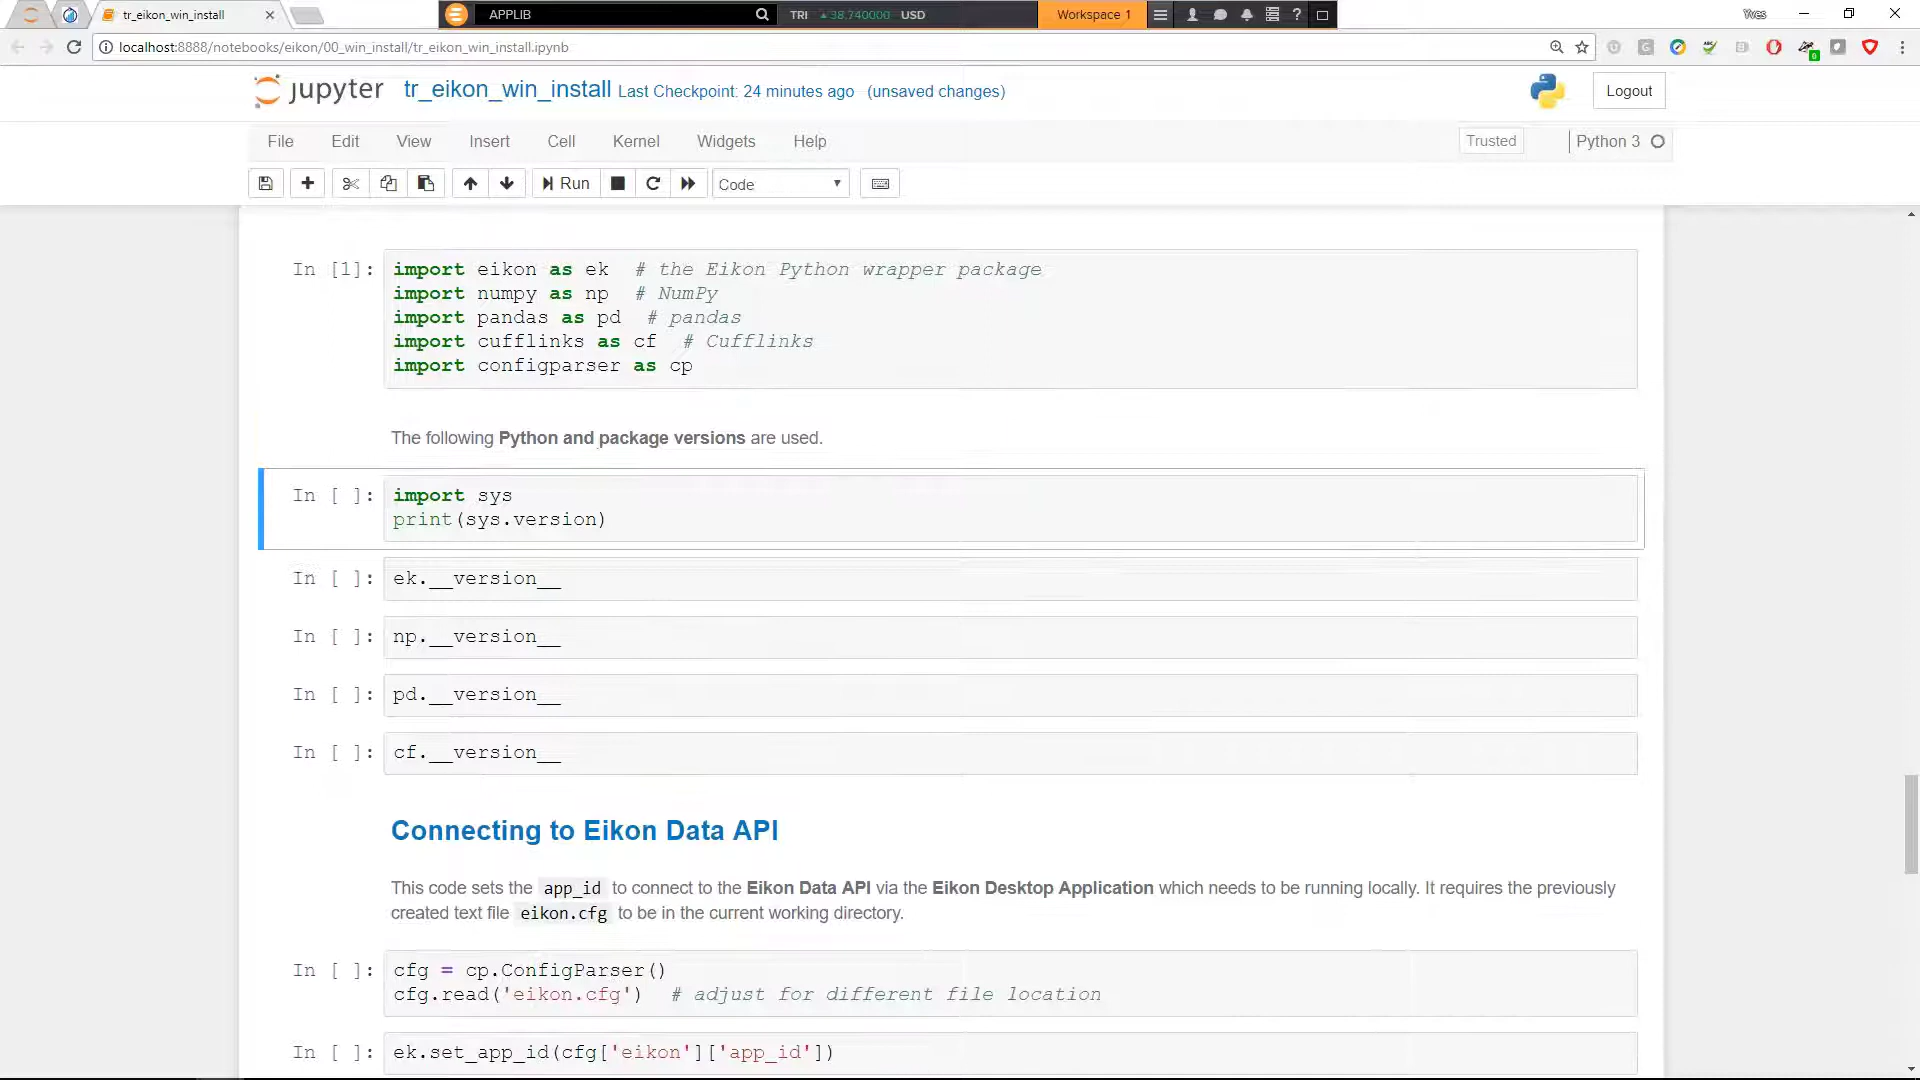 tr_eikon_win_install
APPLIB
TRI 38.740000 USD
Workspace 1
Yves
localhost:8888/notebooks/eikon/00_win_install/tr_eikon_win_install.ipynb
jupyter tr_eikon_win_install Last Checkpoint: 24 minutes ago (unsaved changes)
Logout
File Edit View Insert Cell Kernel Widgets Help
Trusted
Python 3
Run
Code
In [1]: import eikon as ek # the Eikon Python wrapper package
import numpy as np # NumPy
import pandas as pd # pandas
import cufflinks as cf # Cufflinks
import configparser as cp
The following Python and package versions are used.
In [ ]: import sys
print(sys.version)
In [ ]: ek.__version__
In [ ]: np.__version__
In [ ]: pd.__version__
In [ ]: cf.__version__
Connecting to Eikon Data API
This code sets the app_id to connect to the Eikon Data API via the Eikon Desktop Application which needs to be running locally. It requires the previously
created text file eikon.cfg to be in the current working directory.
In [ ]: cfg = cp.ConfigParser()
cfg.read('eikon.cfg') # adjust for different file location
In [ ]: ek.set_app_id(cfg['eikon']['app_id'])